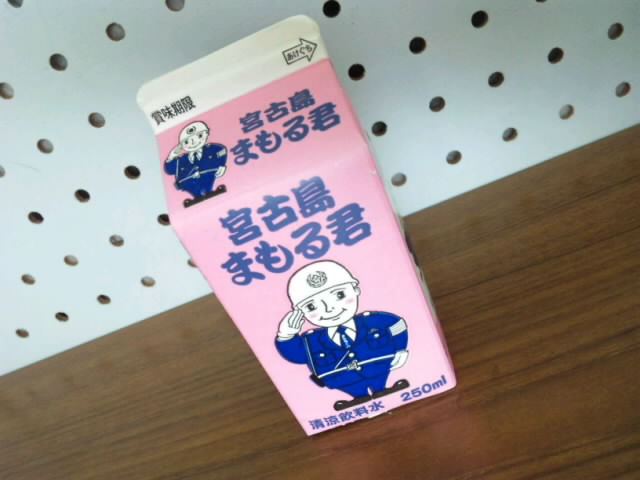 あけぐち
賞味期限
宮古島
まもる君
宮古島
まもる君
清涼飲料水 250ml